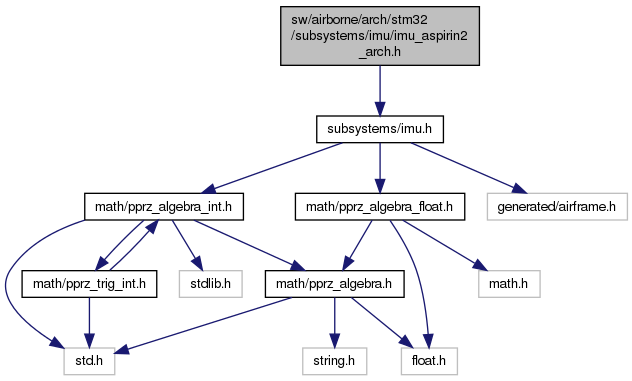 sw/airborne/arch/stm32
/subsystems/imu/imu_aspirin2
_arch.h
subsystems/imu.h
math/pprz_algebra_int.h
math/pprz_algebra_float.h
generated/airframe.h
math/pprz_trig_int.h
stdlib.h
math/pprz_algebra.h
math.h
std.h
string.h
float.h